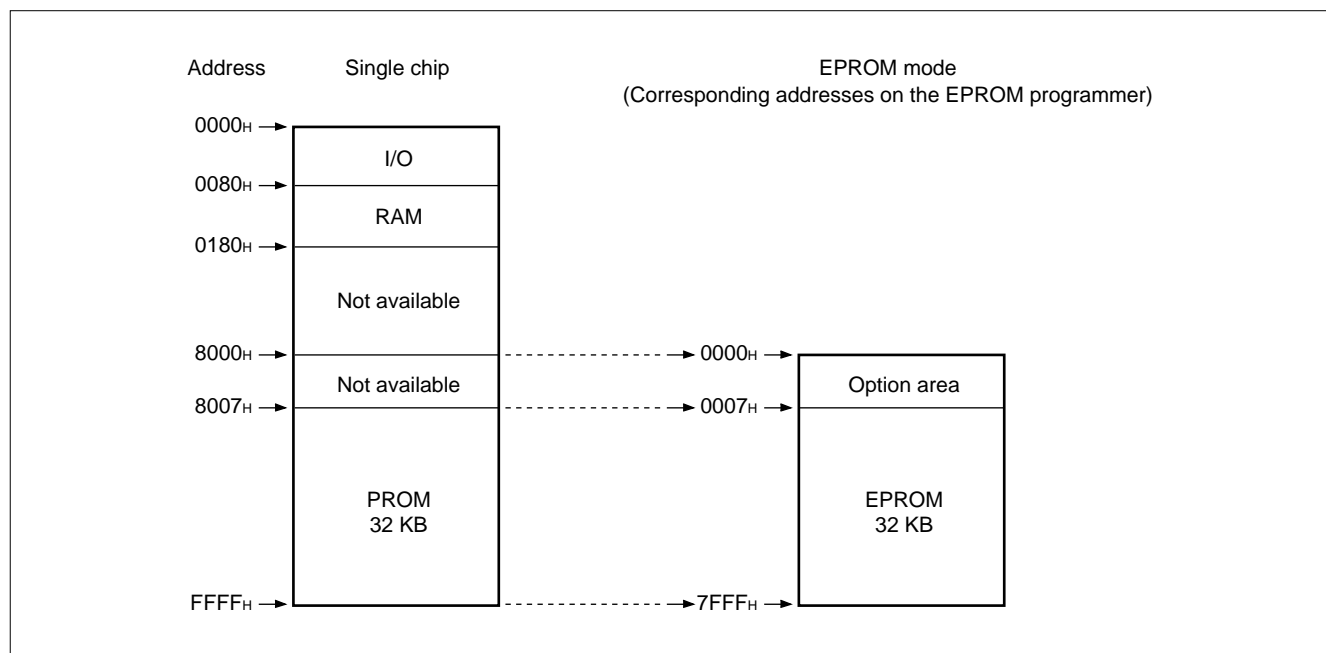 Address Single chip EPROM mode
(Corresponding addresses on the EPROM programmer)
0000H
I/O
0080H
RAM
0180H
Not available
8000H 0000H
Not available Option area
8007H 0007H
PROM EPROM
32 KB 32 KB
FFFFH 7FFFH